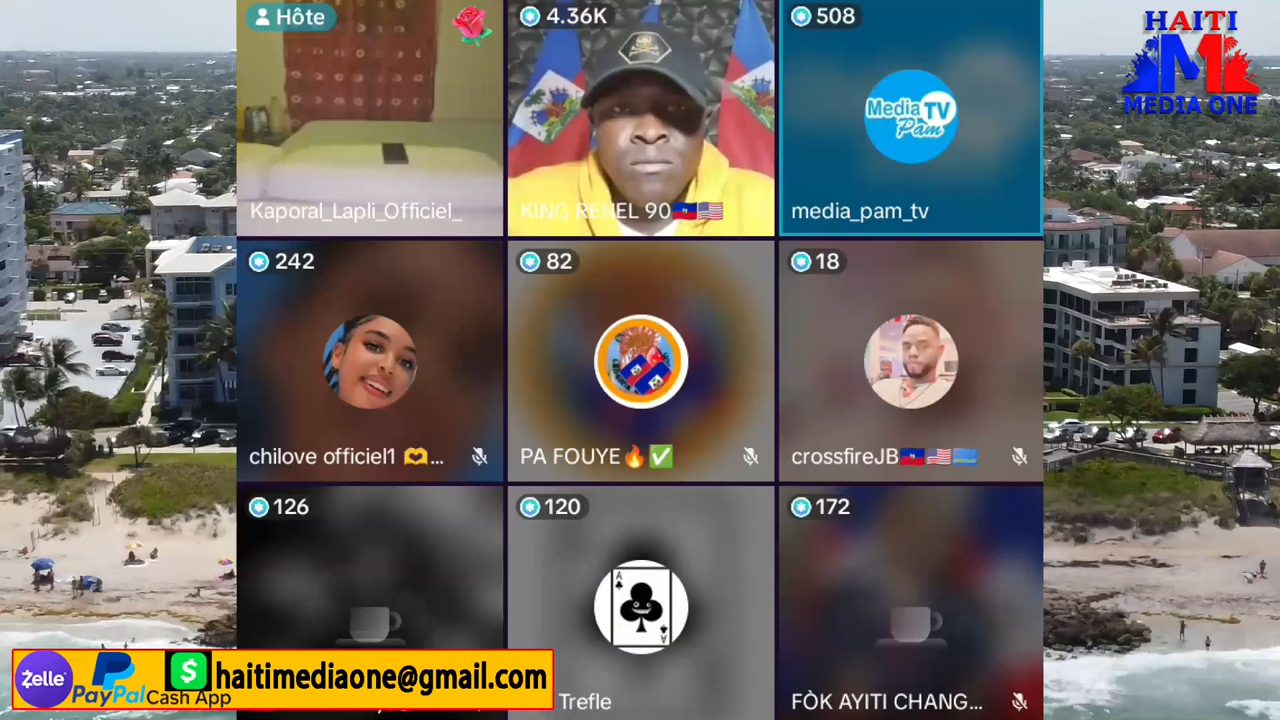 Hôte
4.36K
508
HAITI
M
MEDIA ONE
Media TV
Pam
Kaporal_Lapli_Officiel_
KING RENEL 90
media_pam_tv
242
82
18
chilove officiel1 🫶...
PA FOUYE🔥✅
crossfireJB
126
120
172
A
A
Zelle
PayPal
$
Cash App
haitimediaone@gmail.com
Trefle
FÒK AYITI CHANG...